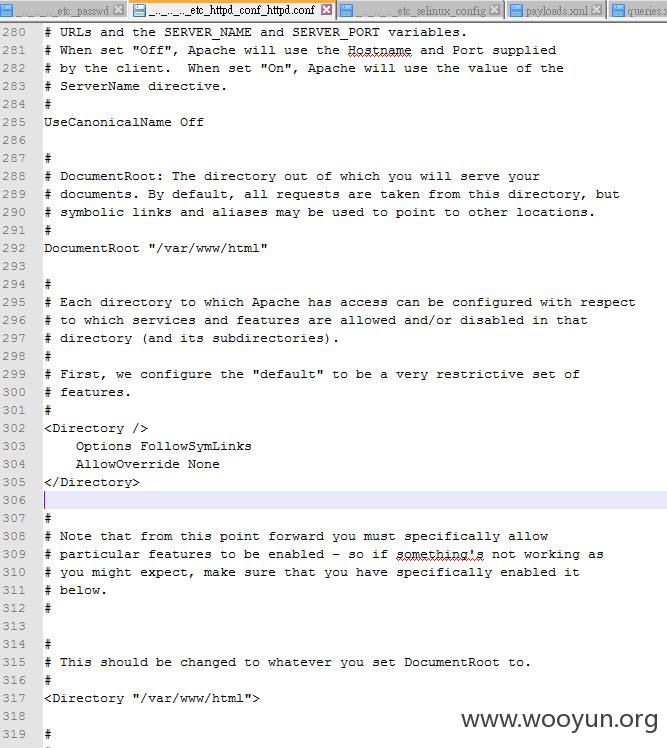 _.._.._.._etc_passwd
_.._.._.._etc_httpd_conf_httpd.conf
_.._.._.._etc_selinux_config
payloads.xml
queries.x
280 # URLs and the SERVER_NAME and SERVER_PORT variables.
281 # When set "Off", Apache will use the Hostname and Port supplied
282 # by the client.  When set "On", Apache will use the value of the
283 # ServerName directive.
284 #
285 UseCanonicalName Off
286
287 #
288 # DocumentRoot: The directory out of which you will serve your
289 # documents. By default, all requests are taken from this directory, but
290 # symbolic links and aliases may be used to point to other locations.
291 #
292 DocumentRoot "/var/www/html"
293
294 #
295 # Each directory to which Apache has access can be configured with respect
296 # to which services and features are allowed and/or disabled in that
297 # directory (and its subdirectories).
298 #
299 # First, we configure the "default" to be a very restrictive set of
300 # features.
301 #
302 <Directory />
303     Options FollowSymLinks
304     AllowOverride None
305 </Directory>
306
307 #
308 # Note that from this point forward you must specifically allow
309 # particular features to be enabled - so if something's not working as
310 # you might expect, make sure that you have specifically enabled it
311 # below.
312 #
313
314 #
315 # This should be changed to whatever you set DocumentRoot to.
316 #
317 <Directory "/var/www/html">
318
319 #
www.wooyun.org